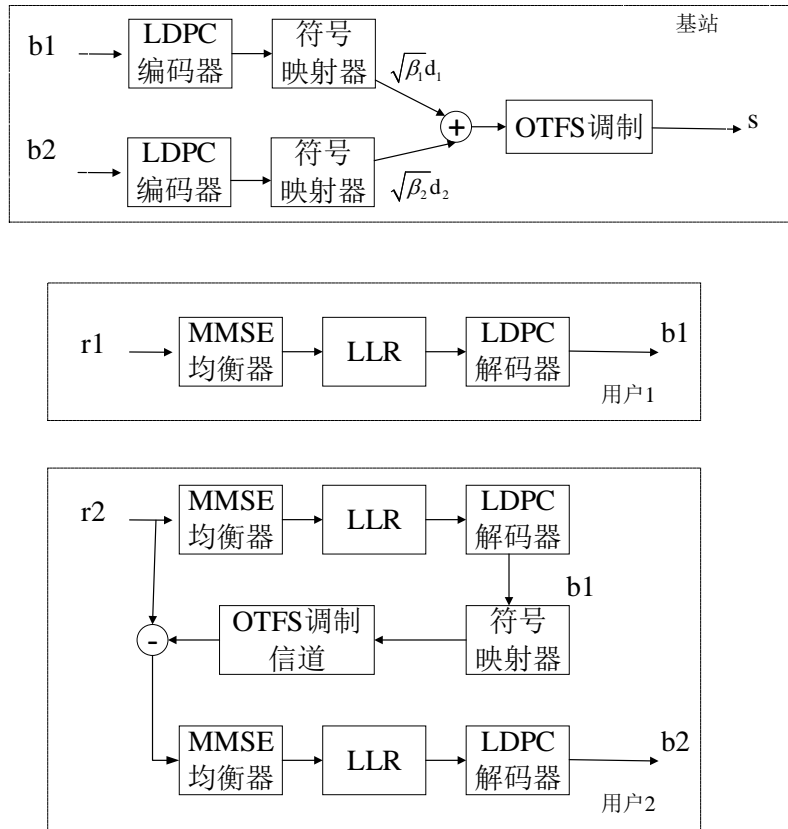 基站
b1
LDPC
编码器
符号
映射器
√β₁d₁
+
OTFS调制
s
b2
LDPC
编码器
符号
映射器
√β₂d₂
r1
MMSE
均衡器
LLR
LDPC
解码器
b1
用户1
r2
MMSE
均衡器
LLR
LDPC
解码器
b1
符号
映射器
OTFS调制
信道
-
MMSE
均衡器
LLR
LDPC
解码器
b2
用户2